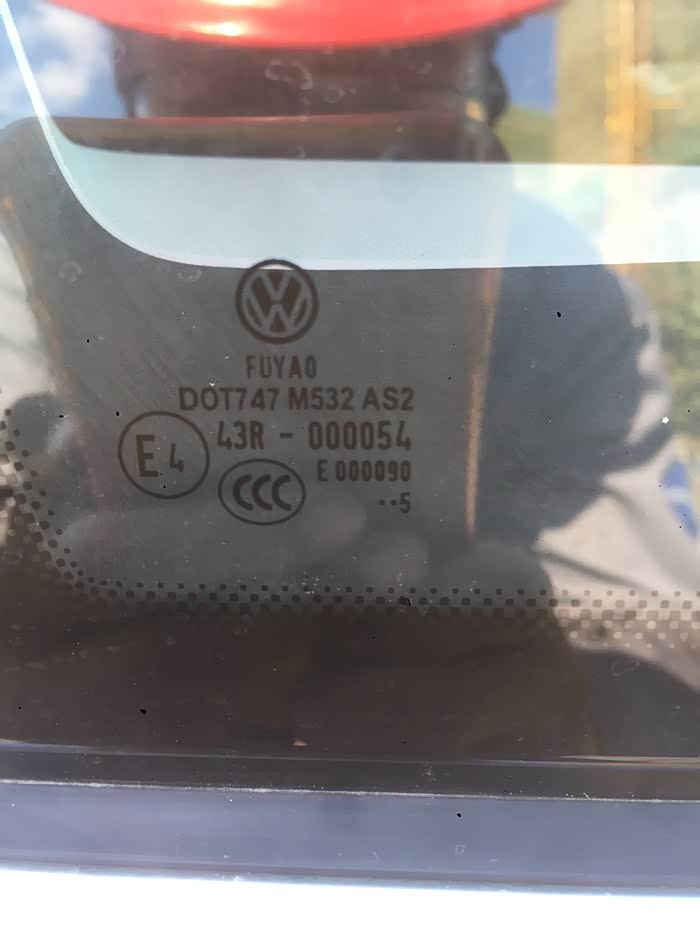 FUYAO
DOT747 M532 AS2
E4
43R - 000054
CCC
E 000090
··5